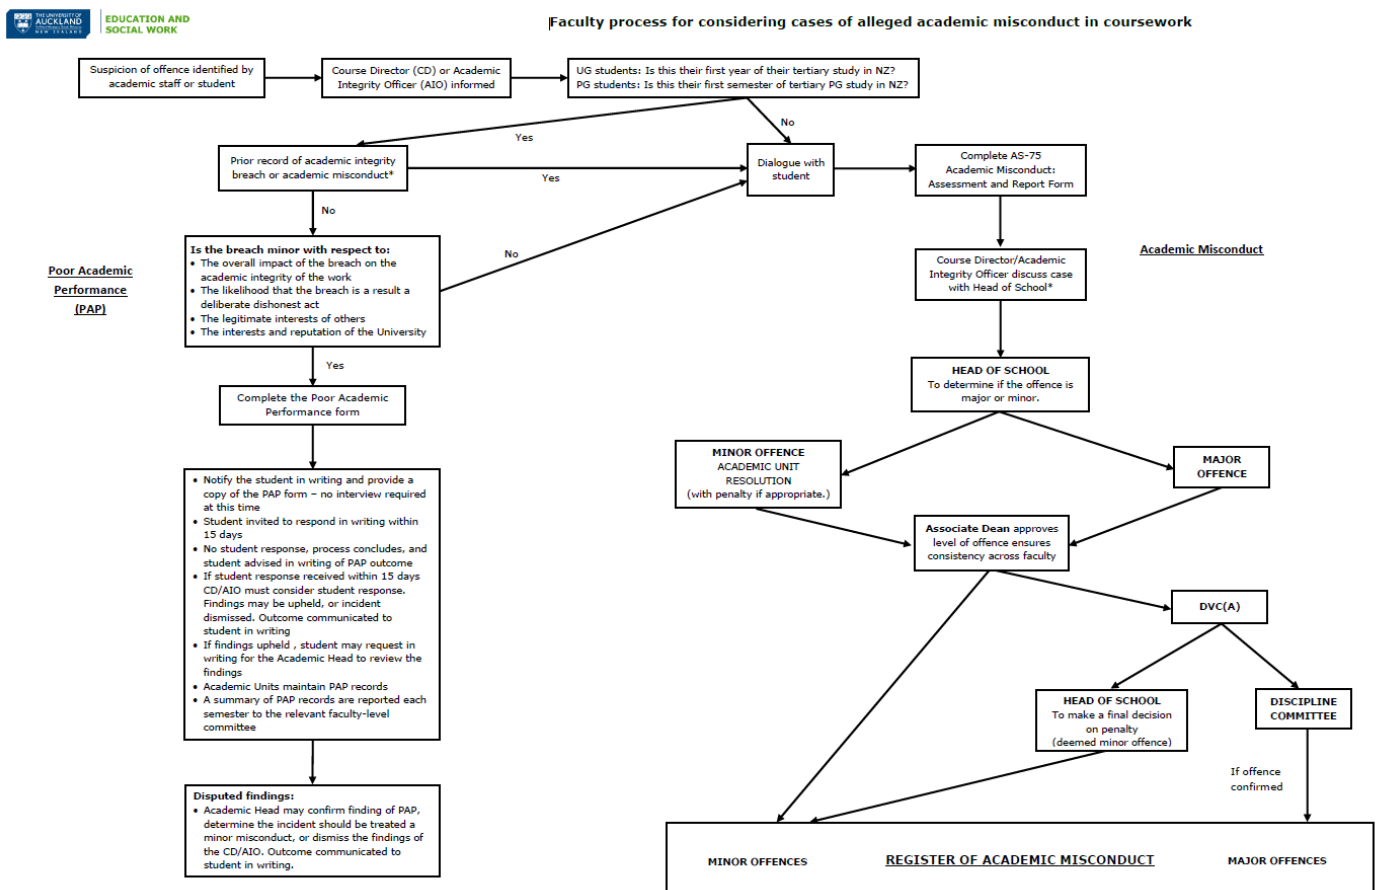 THE UNIVERSITY OF
AUCKLAND
NEW ZEALAND
EDUCATION AND
SOCIAL WORK
Faculty process for considering cases of alleged academic misconduct in coursework
Suspicion of offence identified by
academic staff or student
Course Director (CD) or Academic
Integrity Officer (AIO) informed
UG students: Is this their first year of their tertiary study in NZ?
PG students: Is this their first semester of tertiary PG study in NZ?
Yes
No
Prior record of academic integrity
breach or academic misconduct*
Yes
Dialogue with
student
Complete AS-75
Academic Misconduct:
Assessment and Report Form
No
Poor Academic
Performance
(PAP)
Is the breach minor with respect to:
• The overall impact of the breach on the
academic integrity of the work
• The likelihood that the breach is a result a
deliberate dishonest act
• The legitimate interests of others
• The interests and reputation of the University
No
Course Director/Academic
Integrity Officer discuss case
with Head of School*
Academic Misconduct
Yes
Complete the Poor Academic
Performance form
HEAD OF SCHOOL
To determine if the offence is
major or minor.
MINOR OFFENCE
ACADEMIC UNIT
RESOLUTION
(with penalty if appropriate.)
MAJOR
OFFENCE
• Notify the student in writing and provide a
copy of the PAP form – no interview required
at this time
• Student invited to respond in writing within
15 days
• No student response, process concludes, and
student advised in writing of PAP outcome
• If student response received within 15 days
CD/AIO must consider student response.
Findings may be upheld, or incident
dismissed. Outcome communicated to
student in writing
• If findings upheld , student may request in
writing for the Academic Head to review the
findings
• Academic Units maintain PAP records
• A summary of PAP records are reported each
semester to the relevant faculty-level
committee
Associate Dean approves
level of offence ensures
consistency across faculty
DVC(A)
HEAD OF SCHOOL
To make a final decision
on penalty
(deemed minor offence)
DISCIPLINE
COMMITTEE
If offence
confirmed
Disputed findings:
• Academic Head may confirm finding of PAP,
determine the incident should be treated a
minor misconduct, or dismiss the findings of
the CD/AIO. Outcome communicated to
student in writing.
MINOR OFFENCES
REGISTER OF ACADEMIC MISCONDUCT
MAJOR OFFENCES